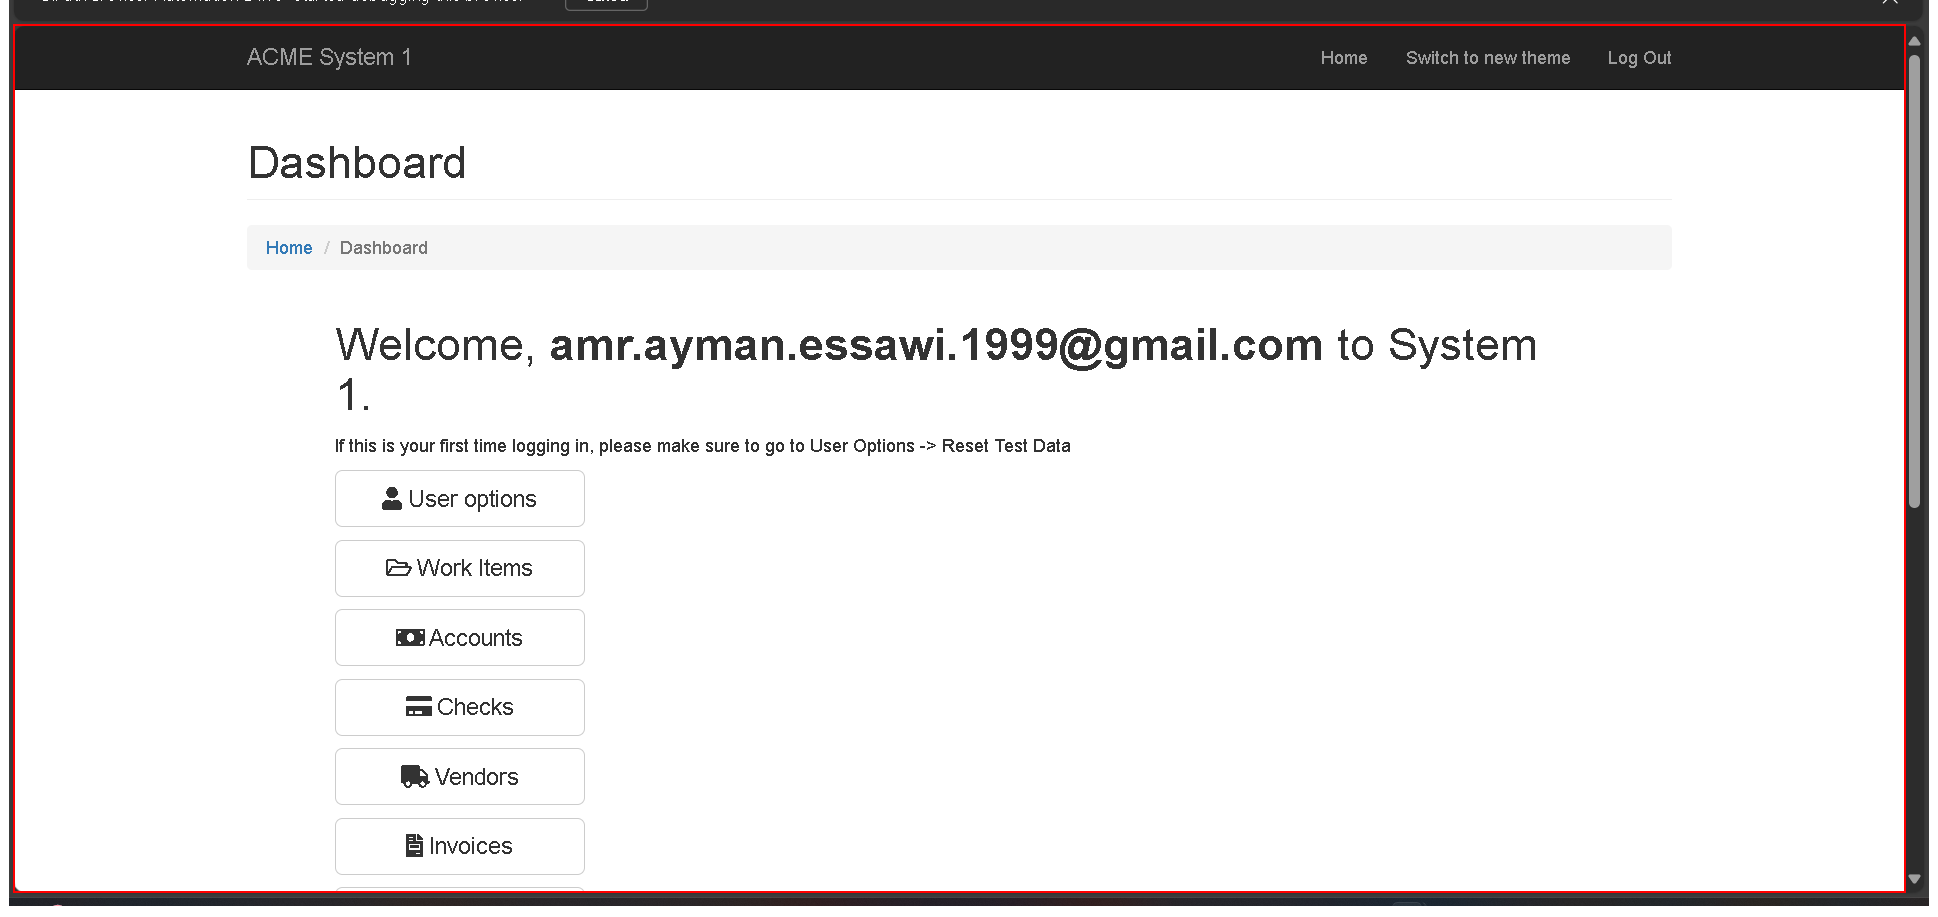 ACME System 1
Home
Switch to new theme
Log Out
Dashboard
Home / Dashboard
Welcome, amr.ayman.essawi.1999@gmail.com to System
1.
If this is your first time logging in, please make sure to go to User Options -> Reset Test Data
User options
Work Items
Accounts
Checks
Vendors
Invoices